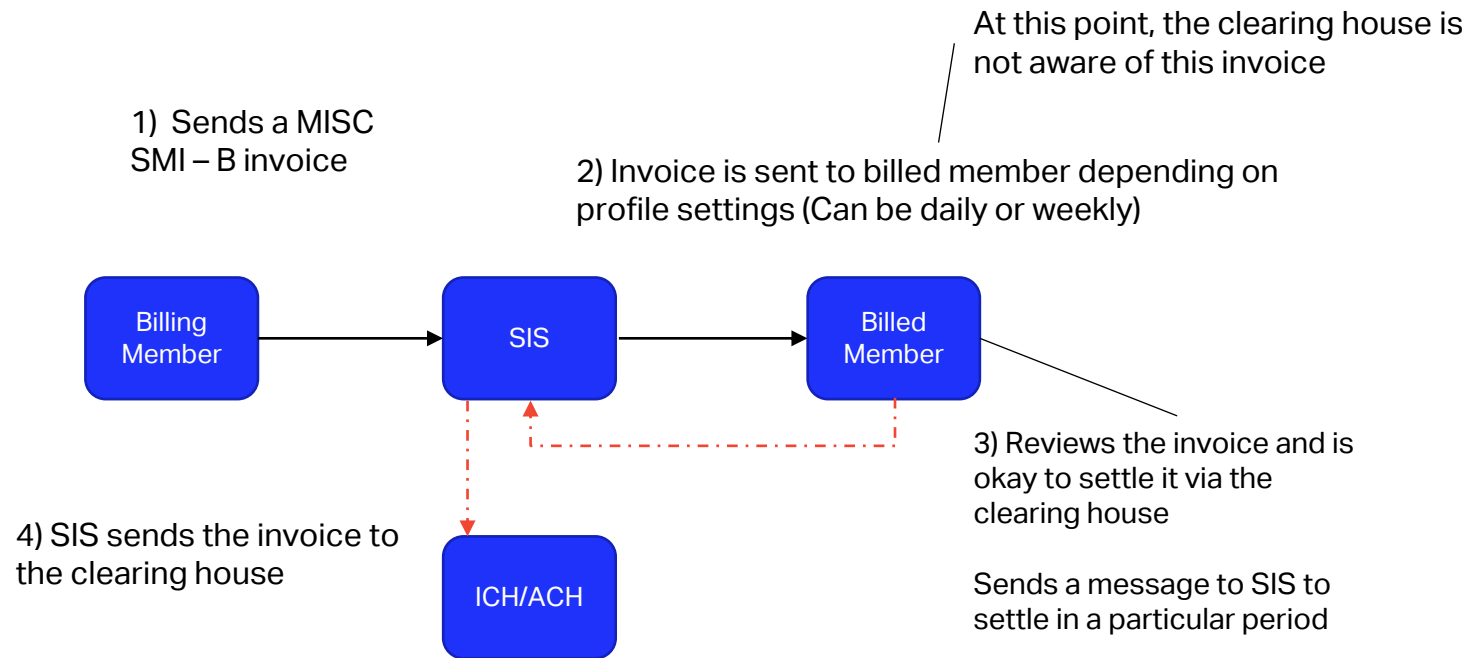 At this point, the clearing house is
not aware of this invoice
1) Sends a MISC
SMI – B invoice
2) Invoice is sent to billed member depending on
profile settings (Can be daily or weekly)
Billing
Member
SIS
Billed
Member
3) Reviews the invoice and is
okay to settle it via the
clearing house
Sends a message to SIS to
settle in a particular period
4) SIS sends the invoice to
the clearing house
ICH/ACH